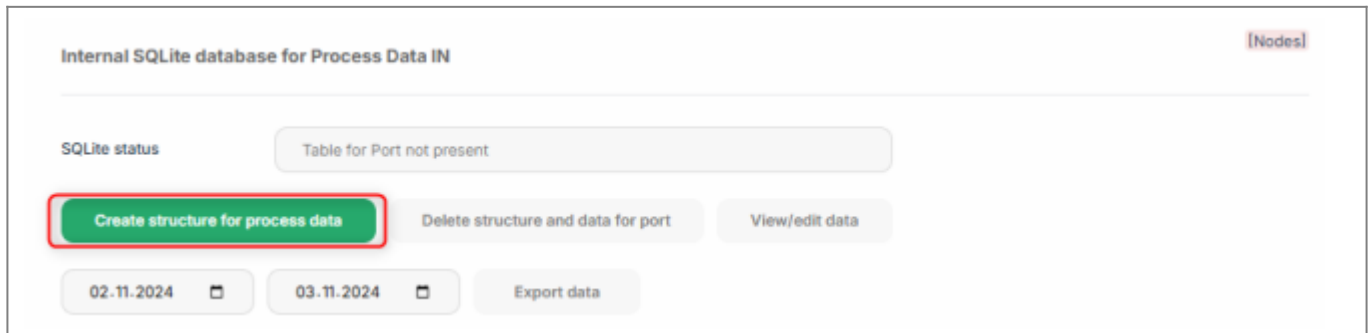 [Nodes]
Internal SQLite database for Process Data IN
SQLite status
Table for Port not present
Create structure for process data
Delete structure and data for port
View/edit data
02.11.2024
03.11.2024
Export data